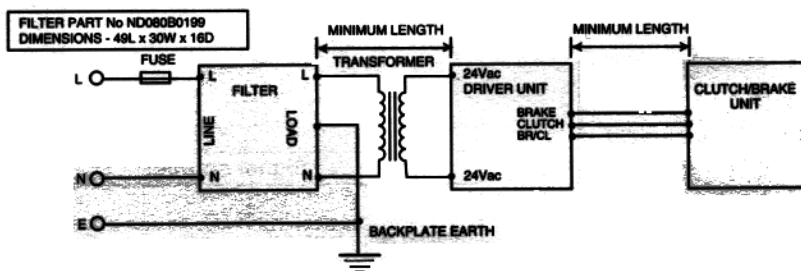 FILTER PART No ND080B0199
DIMENSIONS - 49L x 30W x 16D
MINIMUM LENGTH
MINIMUM LENGTH
FUSE
TRANSFORMER
L
L
FILTER
L
24Vac
DRIVER UNIT
CLUTCH/BRAKE
UNIT
LINE
LOAD
BRAKE
CLUTCH
BR/CL
N
N
N
24Vac
E
BACKPLATE EARTH